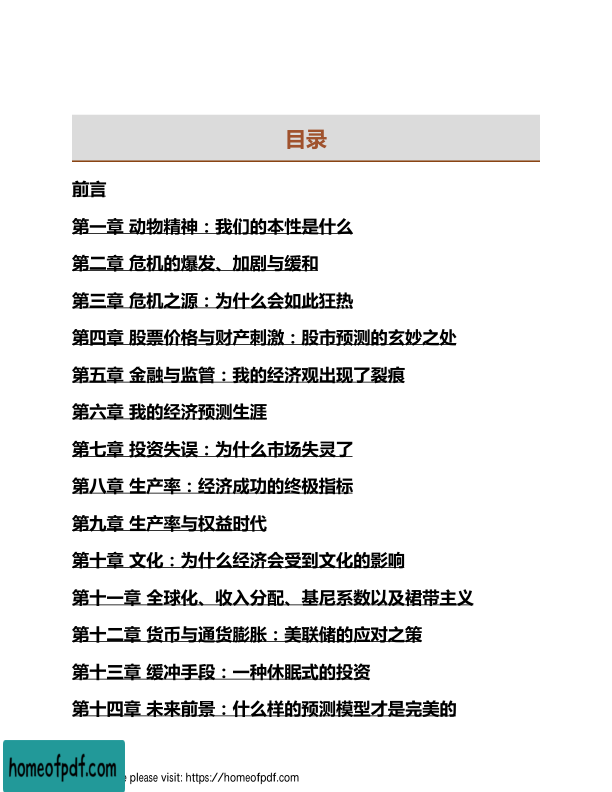 目录
前言
第一章 动物精神：我们的本性是什么
第二章 危机的爆发、加剧与缓和
第三章 危机之源：为什么会如此狂热
第四章 股票价格与财产刺激：股市预测的玄妙之处
第五章 金融与监管：我的经济观出现了裂痕
第六章 我的经济预测生涯
第七章 投资失误：为什么市场失灵了
第八章 生产率：经济成功的终极指标
第九章 生产率与权益时代
第十章 文化：为什么经济会受到文化的影响
第十一章 全球化、收入分配、基尼系数以及裙带主义
第十二章 货币与通货膨胀：美联储的应对之策
第十三章 缓冲手段：一种休眠式的投资
第十四章 未来前景：什么样的预测模型才是完美的
homeofpdf.com
please visit: https://homeofpdf.com